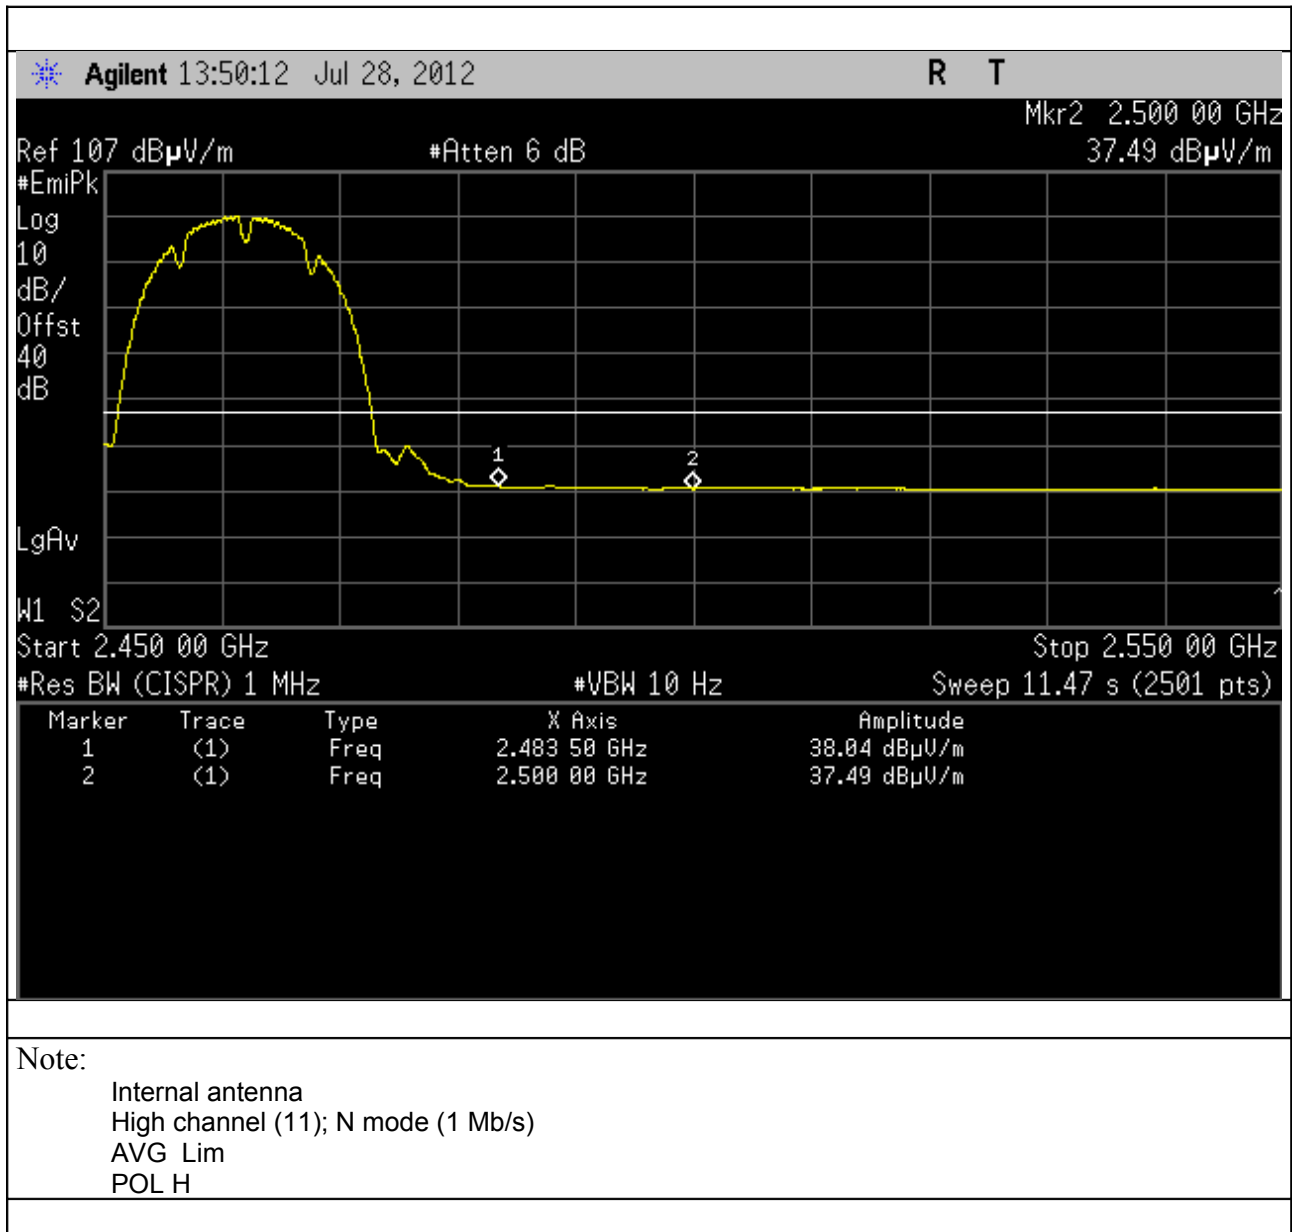 Agilent 13:50:12 Jul 28, 2012 R T
Mkr2 2.500 00 GHz
Ref 107 dBµV/m #Atten 6 dB 37.49 dBµV/m
#EmiPk
Log
10
dB/
Offst
40
dB
1
2
LgAv
W1 S2
Start 2.450 00 GHz Stop 2.550 00 GHz
#Res BW (CISPR) 1 MHz #VBW 10 Hz Sweep 11.47 s (2501 pts)
Marker Trace Type X Axis Amplitude
1 (1) Freq 2.483 50 GHz 38.04 dBµV/m
2 (1) Freq 2.500 00 GHz 37.49 dBµV/m
Note:
Internal antenna
High channel (11); N mode (1 Mb/s)
AVG Lim
POL H